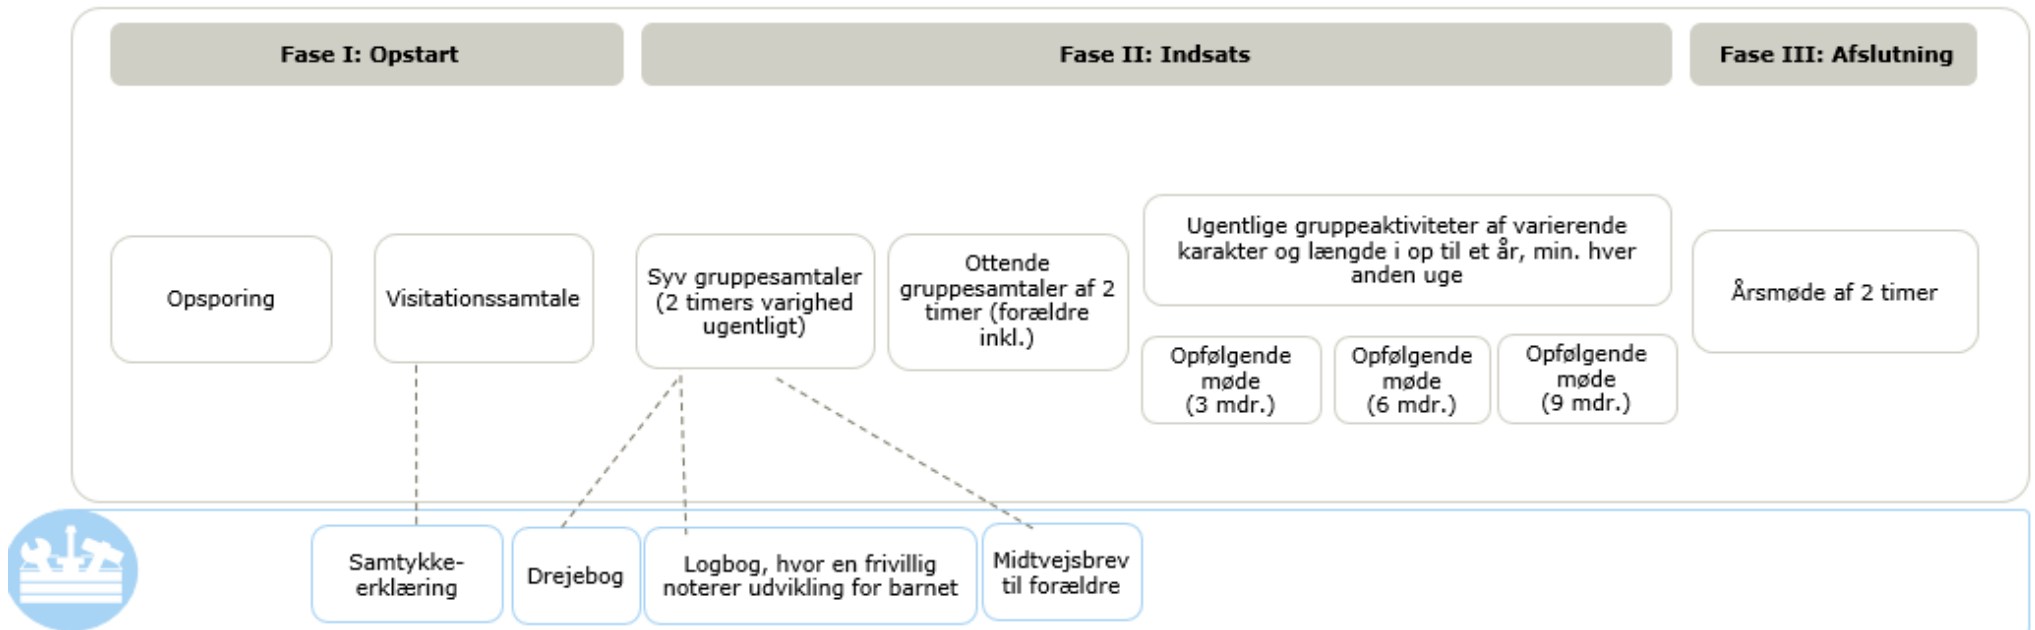 Fase I: Opstart
Fase II: Indsats
Fase III: Afslutning
Opsporing
Visitationssamtale
Syv gruppesamtaler
(2 timers varighed
ugentligt)
Ottende
gruppesamtaler af 2
timer (forældre
inkl.)
Ugentlige gruppeaktiviteter af varierende
karakter og længde i op til et år, min. hver
anden uge
Opfølgende
møde
(3 mdr.)
Opfølgende
møde
(6 mdr.)
Opfølgende
møde
(9 mdr.)
Årsmøde af 2 timer
Samtykke-
erklæring
Drejebog
Logbog, hvor en frivillig
noterer udvikling for barnet
Midtvejsbrev
til forældre